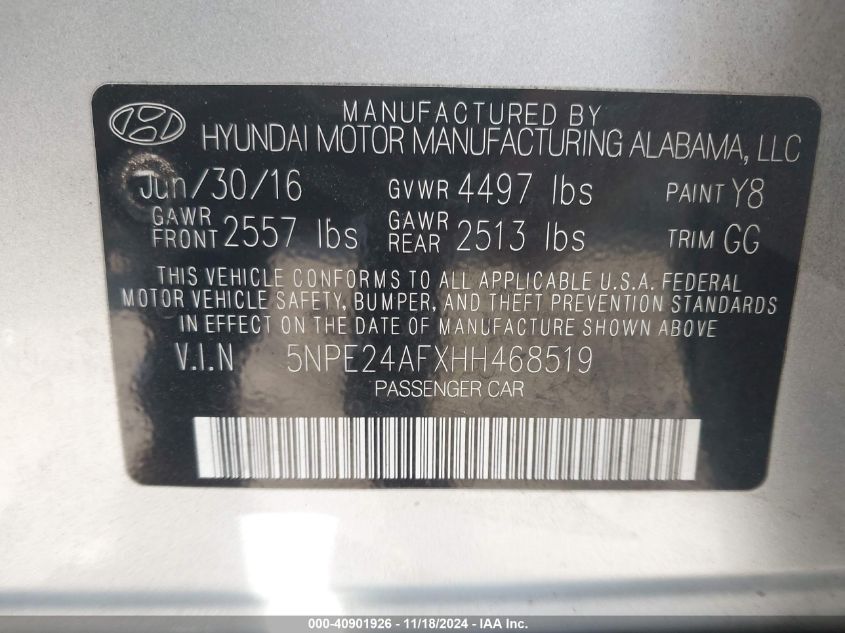 MANUFACTURED BY
HYUNDAI MOTOR MANUFACTURING ALABAMA, LLC
Jun/30/16 GVWR 4497 lbs PAINT Y8
GAWR FRONT 2557 lbs GAWR REAR 2513 lbs TRIM GG
THIS VEHICLE CONFORMS TO ALL APPLICABLE U.S.A. FEDERAL
MOTOR VEHICLE SAFETY, BUMPER, AND THEFT PREVENTION STANDARDS
IN EFFECT ON THE DATE OF MANUFACTURE SHOWN ABOVE
V.I.N 5NPE24AFXHH468519
PASSENGER CAR
000-40901926 - 11/18/2024 - IAA Inc.